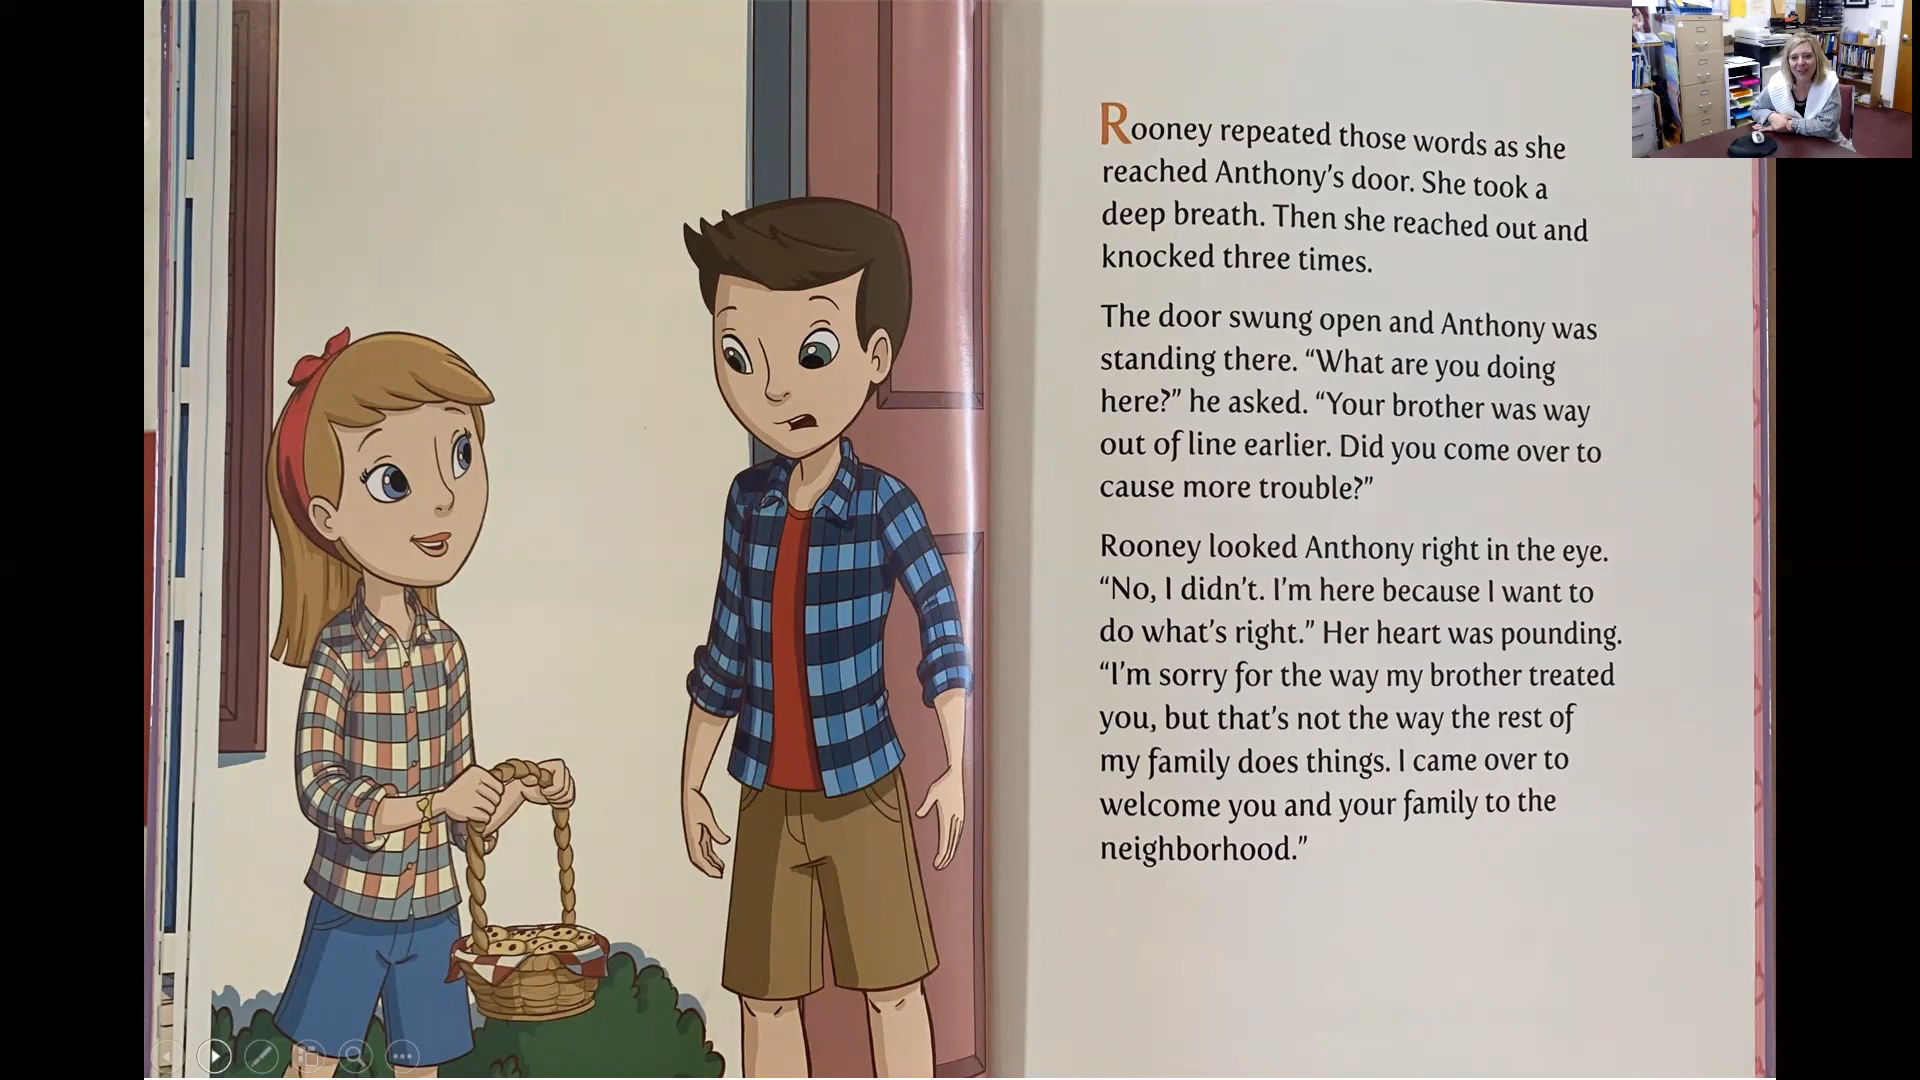 Rooney repeated those words as she
reached Anthony's door. She took a
deep breath. Then she reached out and
knocked three times.
The door swung open and Anthony was
standing there. “What are you doing
here?” he asked. “Your brother was way
out of line earlier. Did you come over to
cause more trouble?”
Rooney looked Anthony right in the eye.
“No, I didn't. I'm here because I want to
do what's right.” Her heart was pounding.
“I'm sorry for the way my brother treated
you, but that's not the way the rest of
my family does things. I came over to
welcome you and your family to the
neighborhood.”